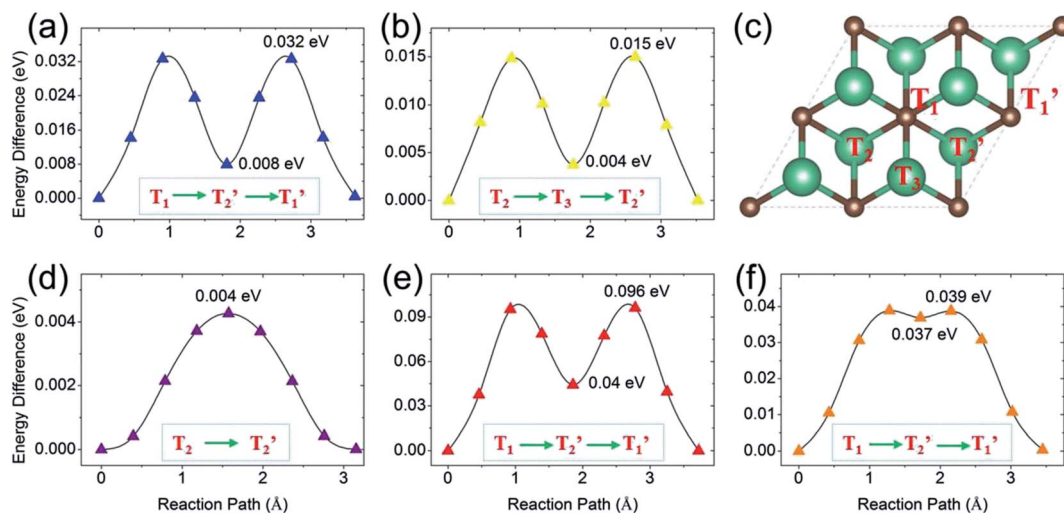 (a)
Energy Difference (eV)
0.032
0.024
0.016
0.008
0.000
0.032 eV
0.008 eV
T₁ → T₂' → T₁'
0 1 2 3
(b)
0.015
0.010
0.005
0.000
0.015 eV
0.004 eV
T₂ → T₃ → T₂'
0 1 2 3
(c)
T₁ T₁'
T₂ T₂'
T₃
(d)
Energy Difference (eV)
0.006
0.004
0.002
0.000
0.004 eV
T₂ → T₂'
0 1 2 3
Reaction Path (Å)
(e)
0.09
0.06
0.03
0.00
0.096 eV
0.04 eV
T₁ → T₂' → T₁'
0 1 2 3
Reaction Path (Å)
(f)
0.04
0.03
0.02
0.01
0.00
0.039 eV
0.037 eV
T₁ → T₂' → T₁'
0 1 2 3
Reaction Path (Å)